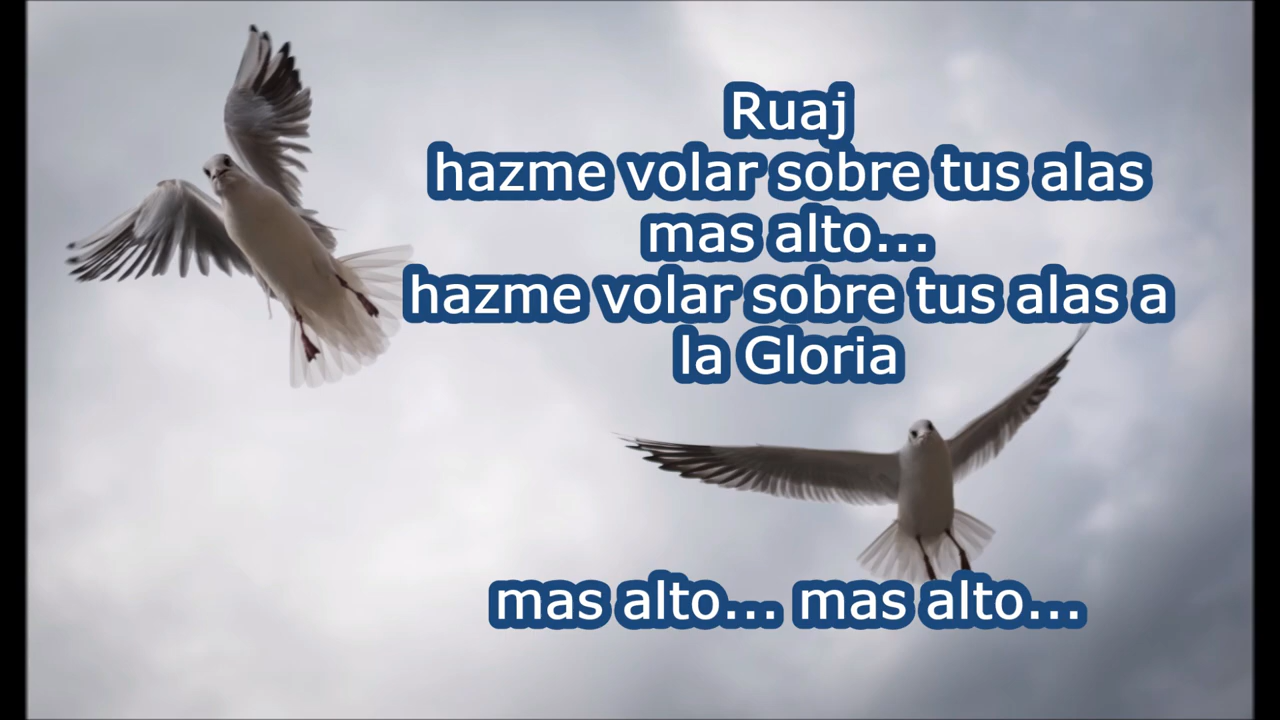 Ruaj
hazme volar sobre tus alas
mas alto...
hazme volar sobre tus alas a
la Gloria
mas alto... mas alto...